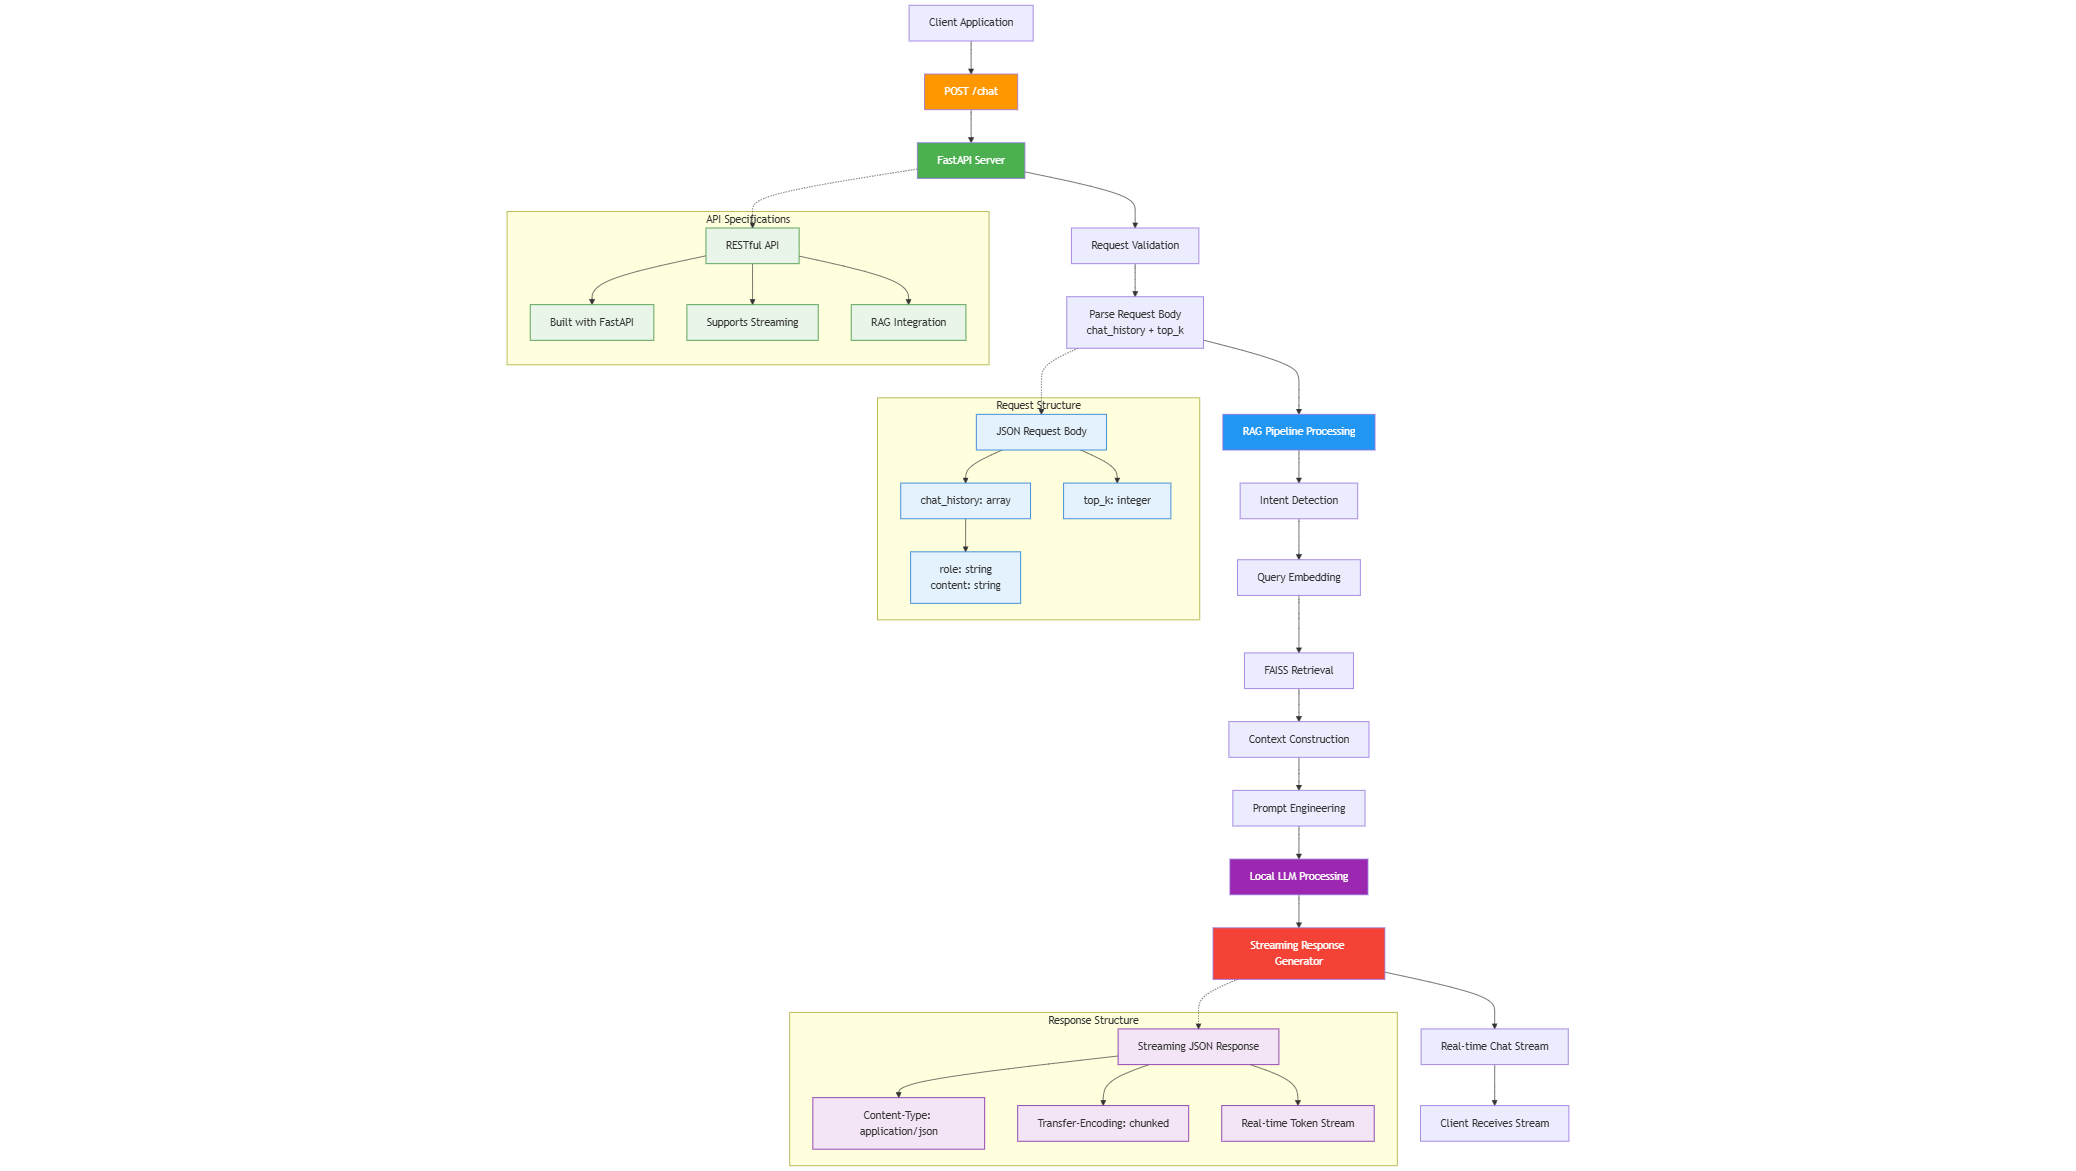 Client Application
POST /chat
FastAPI Server
API Specifications
RESTful API
Built with FastAPI
Supports Streaming
RAG Integration
Request Validation
Parse Request Body
chat_history + top_k
Request Structure
JSON Request Body
chat_history: array
top_k: integer
role: string
content: string
RAG Pipeline Processing
Intent Detection
Query Embedding
FAISS Retrieval
Context Construction
Prompt Engineering
Local LLM Processing
Streaming Response
Generator
Response Structure
Streaming JSON Response
Content-Type:
application/json
Transfer-Encoding: chunked
Real-time Token Stream
Real-time Chat Stream
Client Receives Stream